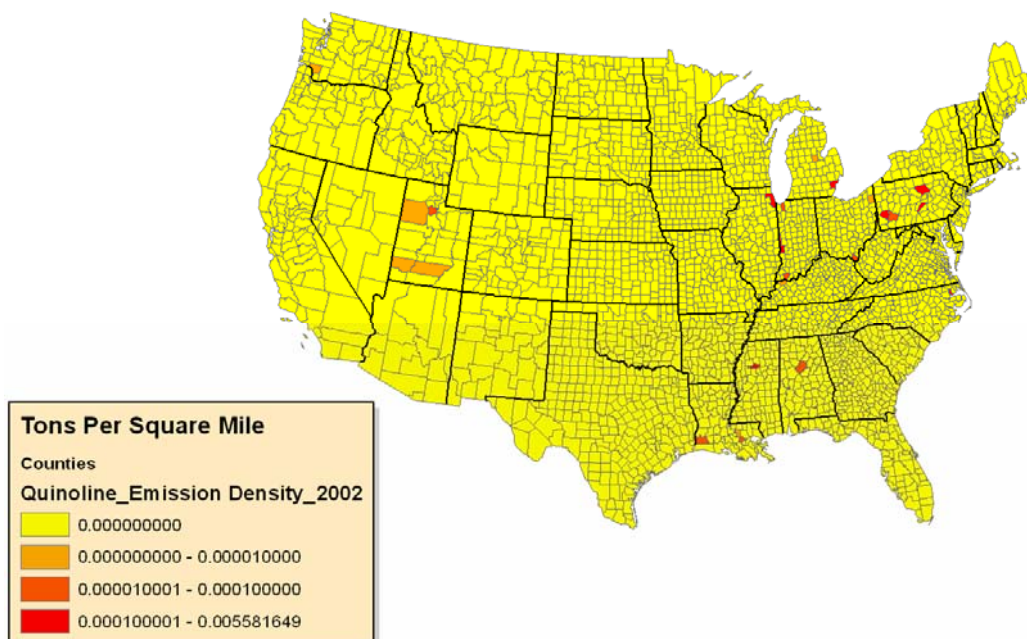 Tons Per Square Mile
Counties
Quinoline_Emission Density_2002
0.000000000
0.000000000 - 0.000010000
0.000010001 - 0.000100000
0.000100001 - 0.005581649